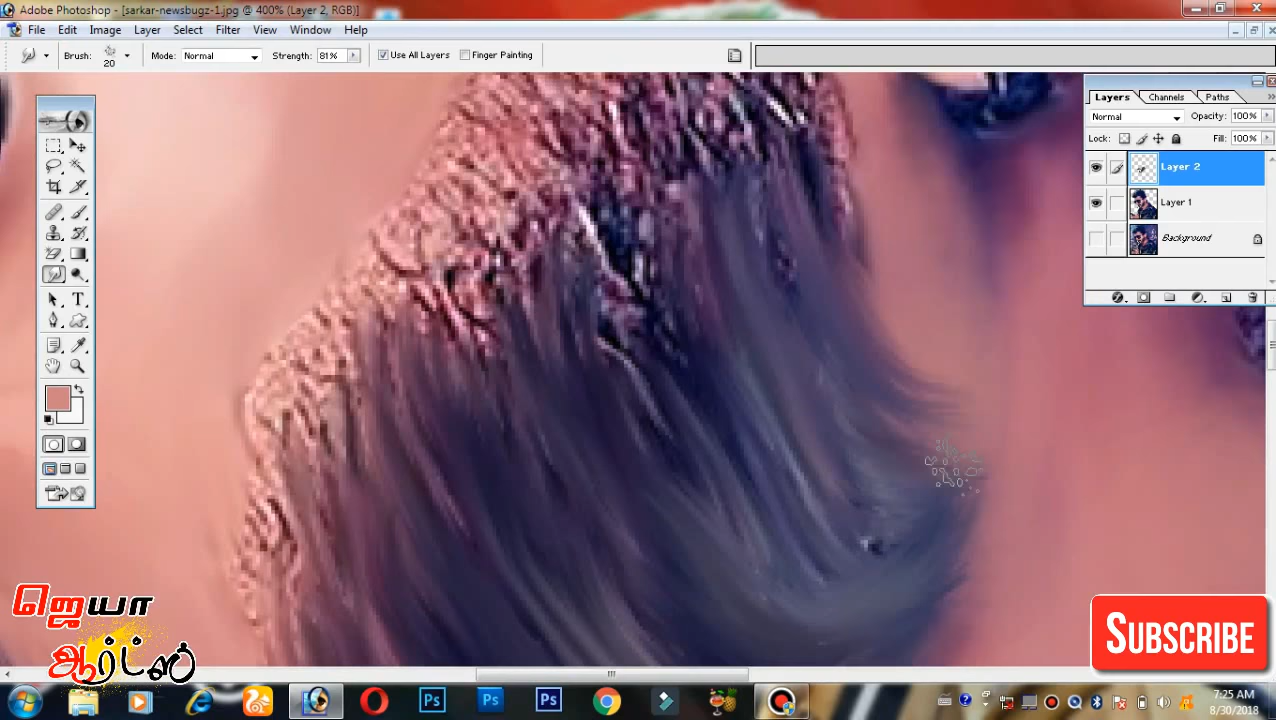 Adobe Photoshop - [sarkar-newsbugz-1.jpg @ 400% (Layer 2, RGB)]
File Edit Image Layer Select Filter View Window Help
Brush: 20 Mode: Normal Strength: 81% Use All Layers Finger Painting
Layers Channels Paths
Normal Opacity: 100%
Lock: Fill: 100%
Layer 2
Layer 1
Background
ஜெயா
ஆர்ட்ஸ்
SUBSCRIBE
7:25 AM
8/30/2018